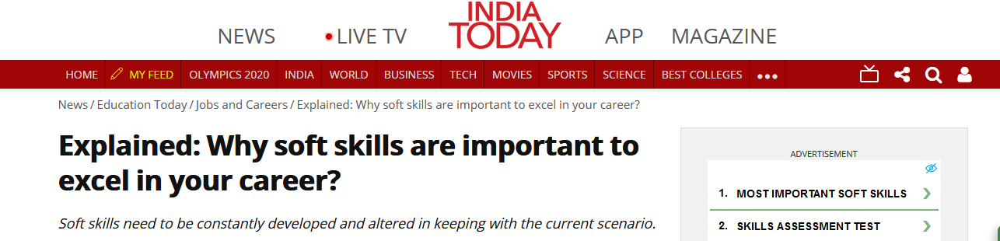 INDIA
TODAY
NEWS
LIVE TV
APP
MAGAZINE
HOME
MY FEED
OLYMPICS 2020
INDIA
WORLD
BUSINESS
TECH
MOVIES
SPORTS
SCIENCE
BEST COLLEGES
News / Education Today / Jobs and Careers / Explained: Why soft skills are important to excel in your career?
Explained: Why soft skills are important to
excel in your career?
Soft skills need to be constantly developed and altered in keeping with the current scenario.
ADVERTISEMENT
1. MOST IMPORTANT SOFT SKILLS
2. SKILLS ASSESSMENT TEST